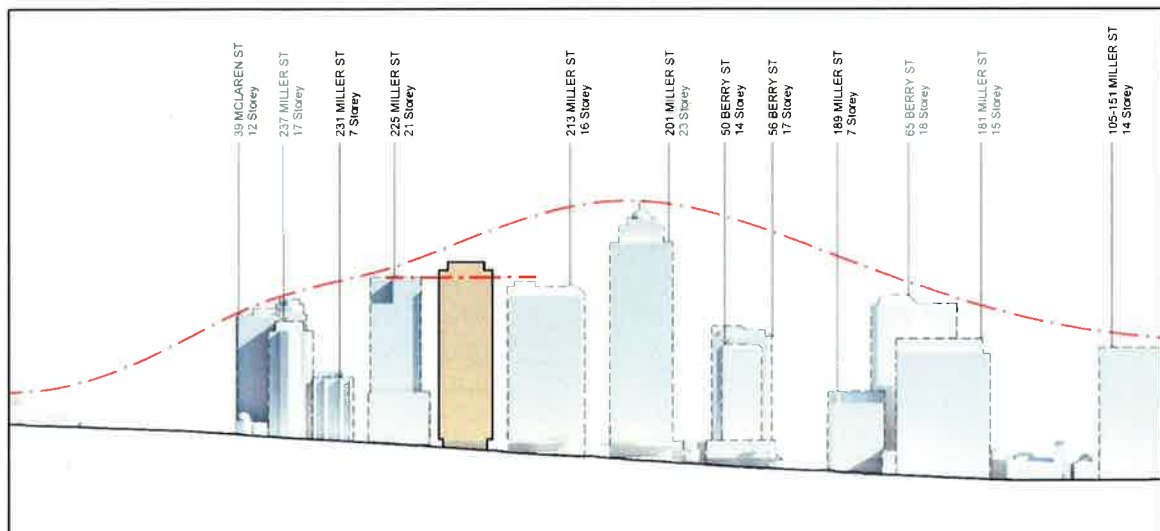 39 MCLAREN ST
12 Storey
237 MILLER ST
17 Storey
231 MILLER ST
7 Storey
225 MILLER ST
21 Storey
213 MILLER ST
16 Storey
201 MILLER ST
23 Storey
50 BERRY ST
14 Storey
56 BERRY ST
17 Storey
189 MILLER ST
7 Storey
65 BERRY ST
18 Storey
181 MILLER ST
15 Storey
105-151 MILLER ST
14 Storey